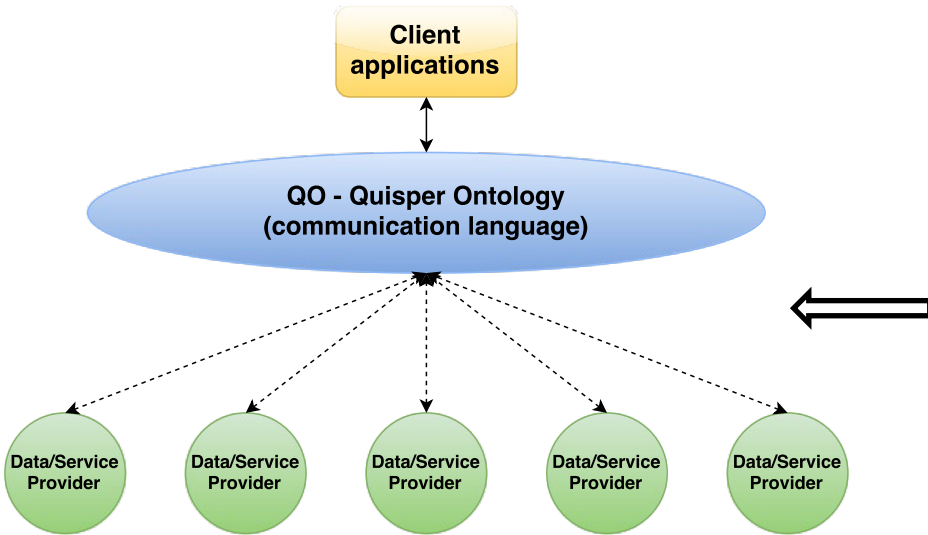 Client
applications
QO - Quisper Ontology
(communication language)
Data/Service
Provider
Data/Service
Provider
Data/Service
Provider
Data/Service
Provider
Data/Service
Provider